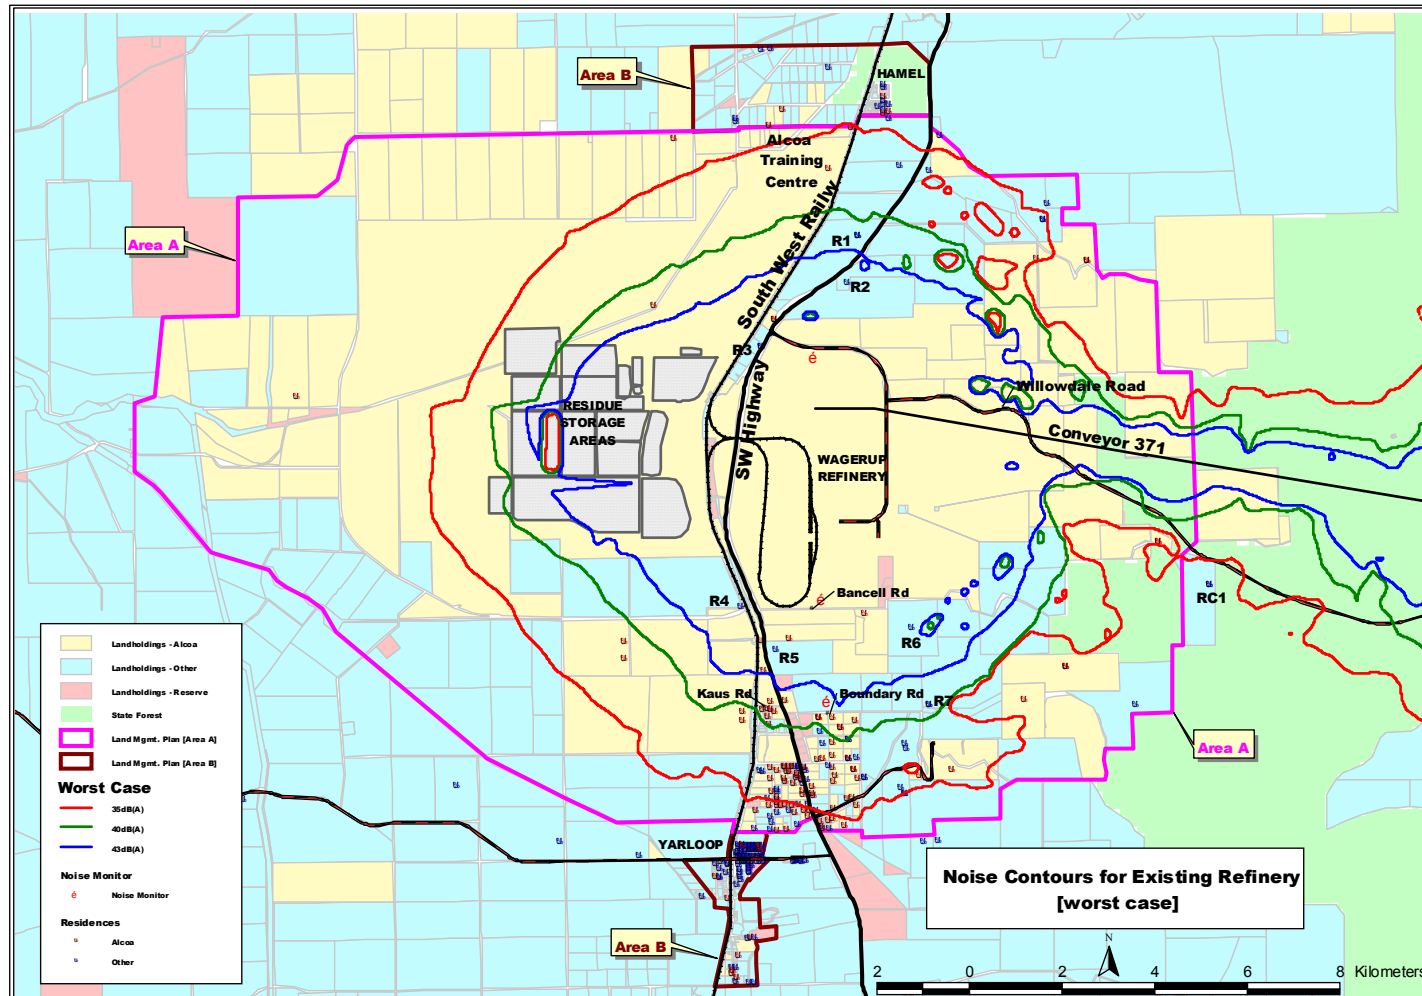 Area B
HAMEL
Alcoa
Training
Centre
South West Railw
Area A
R1
R2
R3
é
SW Highway
Willowdale Road
RESIDUE
STORAGE
AREAS
Conveyor 371
WAGERUP
REFINERY
R4
é
Bancell Rd
RC1
R6
R5
Kaus Rd
é
Boundary Rd
R7
Area A
YARLOOP
Area B
Landholdings - Alcoa
Landholdings - Other
Landholdings - Reserve
State Forest
Land Mgmt. Plan [Area A]
Land Mgmt. Plan [Area B]
Worst Case
35dB(A)
40dB(A)
43dB(A)
Noise Monitor
é Noise Monitor
Residences
Alcoa
Other
Noise Contours for Existing Refinery
[worst case]
N
2 0 2 4 6 8 Kilometers